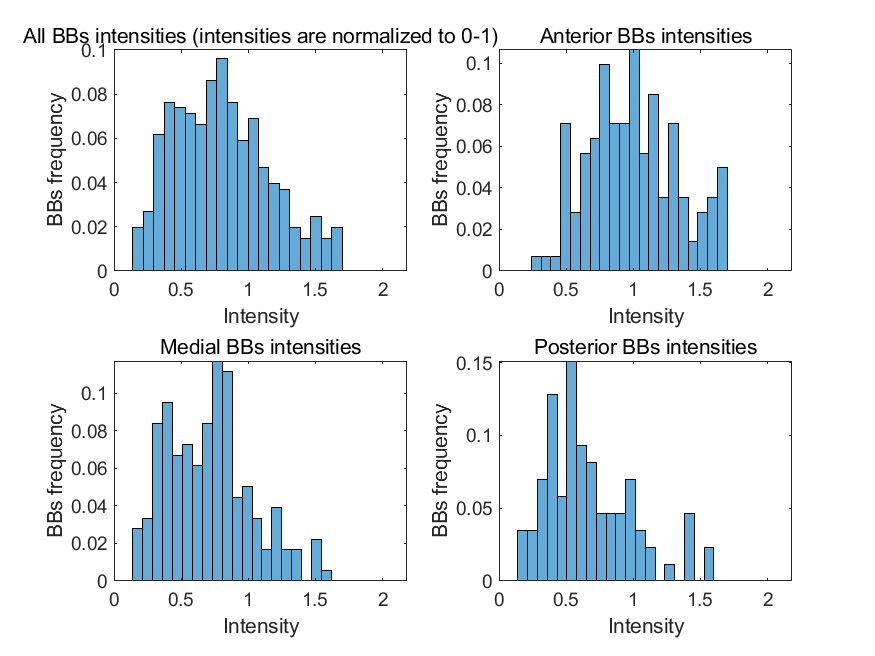 All BBs intensities (intensities are normalized to 0-1)
0.1
0.08
0.06
0.04
0.02
0
BBs frequency
0 0.5 1 1.5 2
Intensity
Anterior BBs intensities
0.1
0.08
0.06
0.04
0.02
0
BBs frequency
0 0.5 1 1.5 2
Intensity
Medial BBs intensities
0.1
0.08
0.06
0.04
0.02
0
BBs frequency
0 0.5 1 1.5 2
Intensity
Posterior BBs intensities
0.15
0.1
0.05
0
BBs frequency
0 0.5 1 1.5 2
Intensity